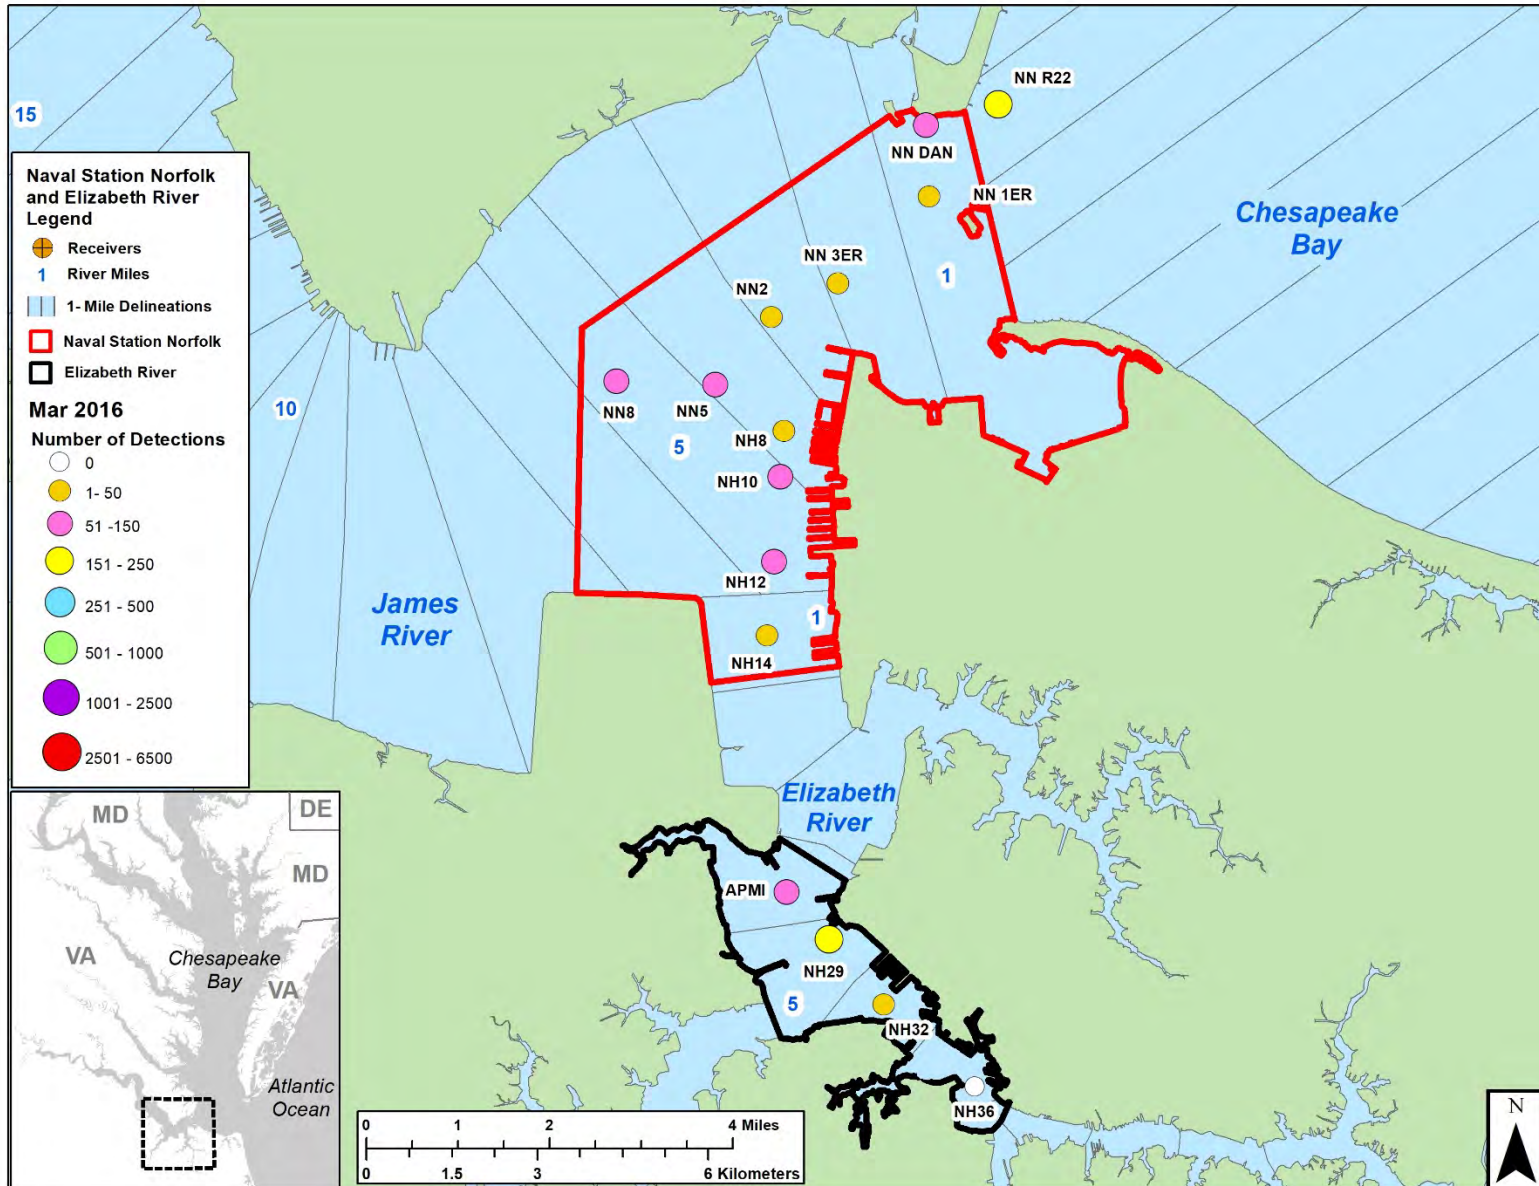 15
Naval Station Norfolk
and Elizabeth River
Legend
Receivers
1 River Miles
1- Mile Delineations
Naval Station Norfolk
Elizabeth River
Mar 2016
Number of Detections
0
1- 50
51 -150
151 - 250
251 - 500
501 - 1000
1001 - 2500
2501 - 6500
NN R22
NN DAN
NN 1ER
Chesapeake
Bay
1
NN 3ER
NN2
NN8
NN5
10
5
NH8
NH10
NH12
James
River
1
NH14
Elizabeth
River
APMI
NH29
5
NH32
NH36
MD
DE
MD
VA
Chesapeake
Bay
VA
Atlantic
Ocean
0 1 2 4 Miles
0 1.5 3 6 Kilometers
N